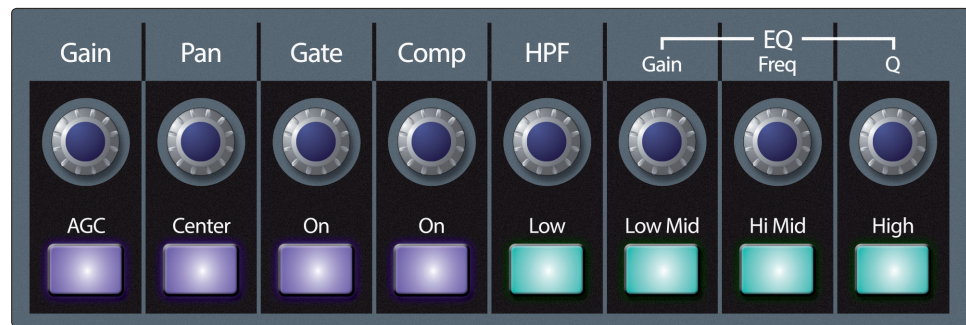 Gain Pan Gate Comp HPF EQ
Gain Freq Q
AGC Center On On Low Low Mid Hi Mid High